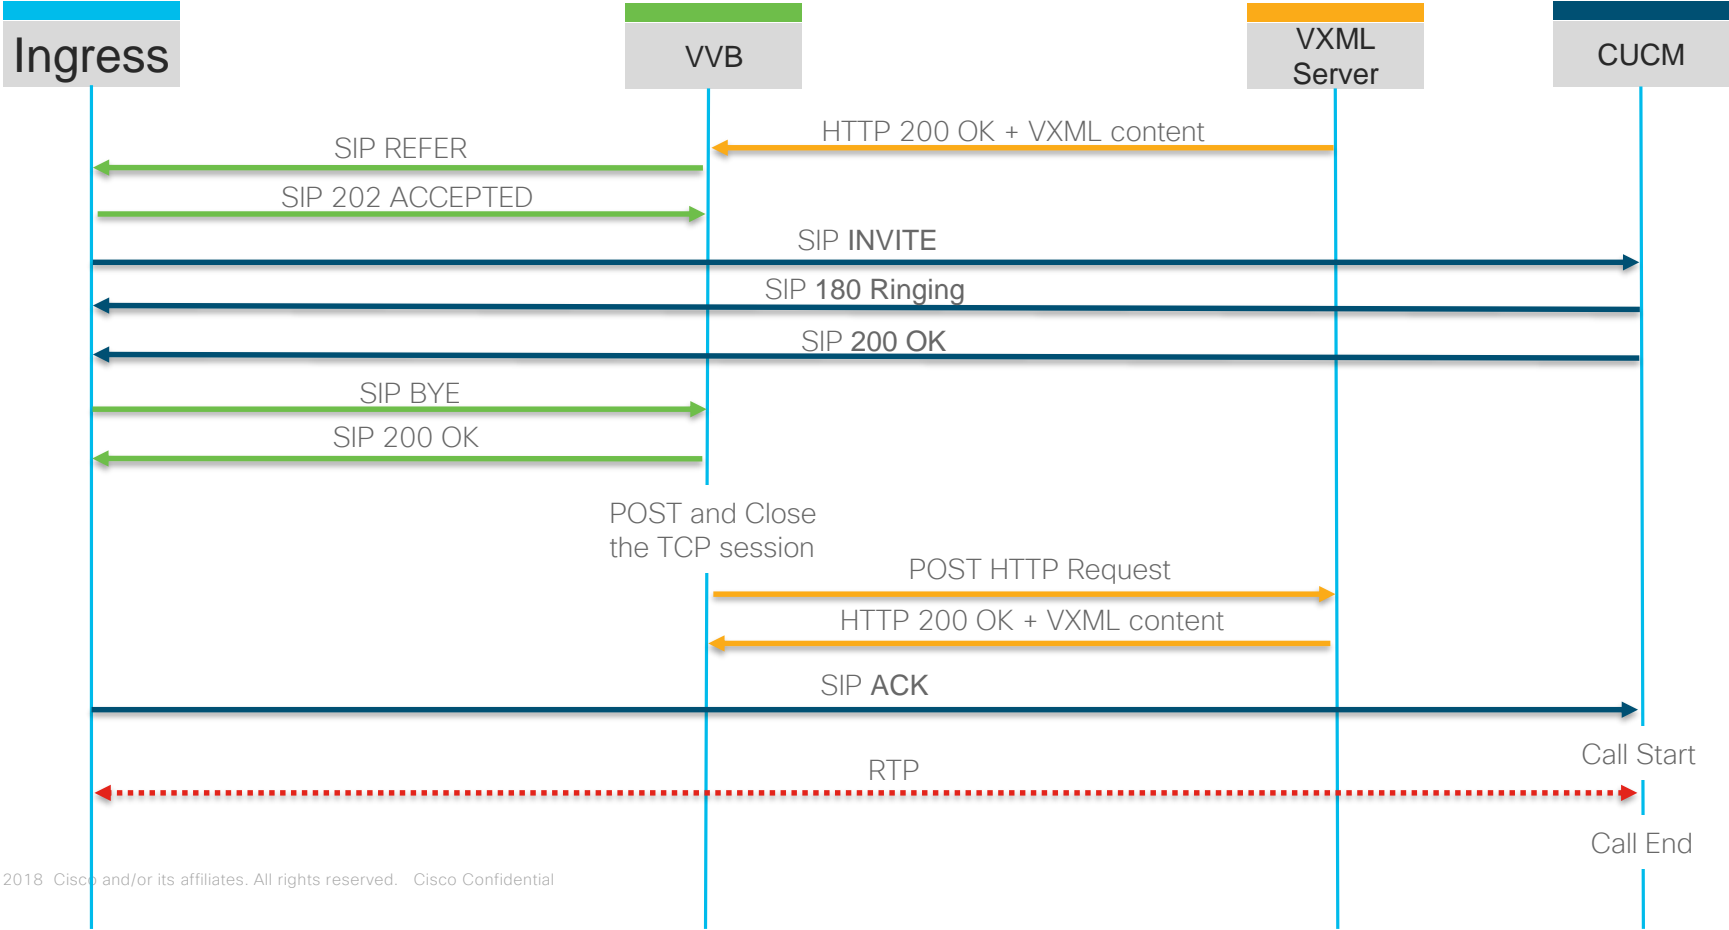 Ingress
VVB
VXML
Server
CUCM
HTTP 200 OK + VXML content
SIP REFER
SIP 202 ACCEPTED
SIP INVITE
SIP 180 Ringing
SIP 200 OK
SIP BYE
SIP 200 OK
POST and Close
the TCP session
POST HTTP Request
HTTP 200 OK + VXML content
SIP ACK
Call Start
RTP
Call End
2018 Cisco and/or its affiliates. All rights reserved. Cisco Confidential